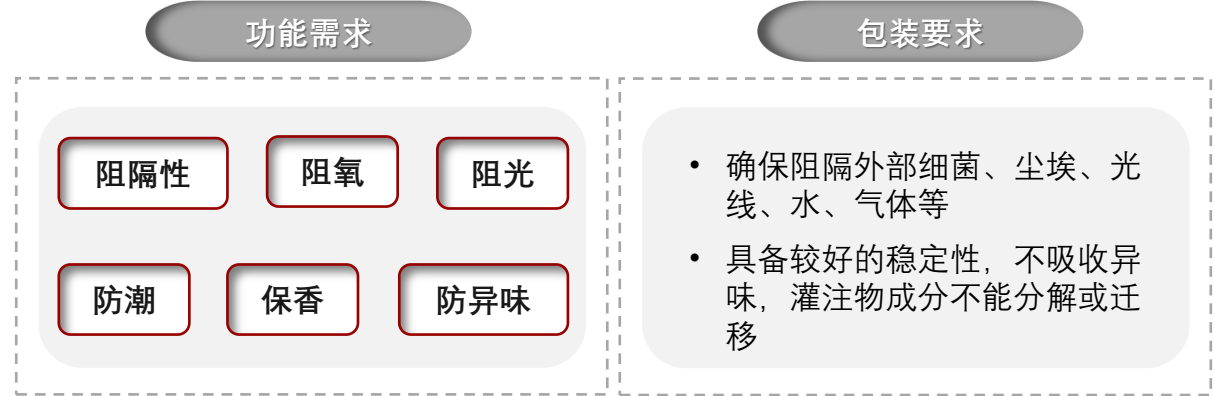 功能需求
包装要求
阻隔性
阻氧
阻光
防潮
保香
防异味
• 确保阻隔外部细菌、尘埃、光
线、水、气体等
• 具备较好的稳定性，不吸收异
味，灌注物成分不能分解或迁
移